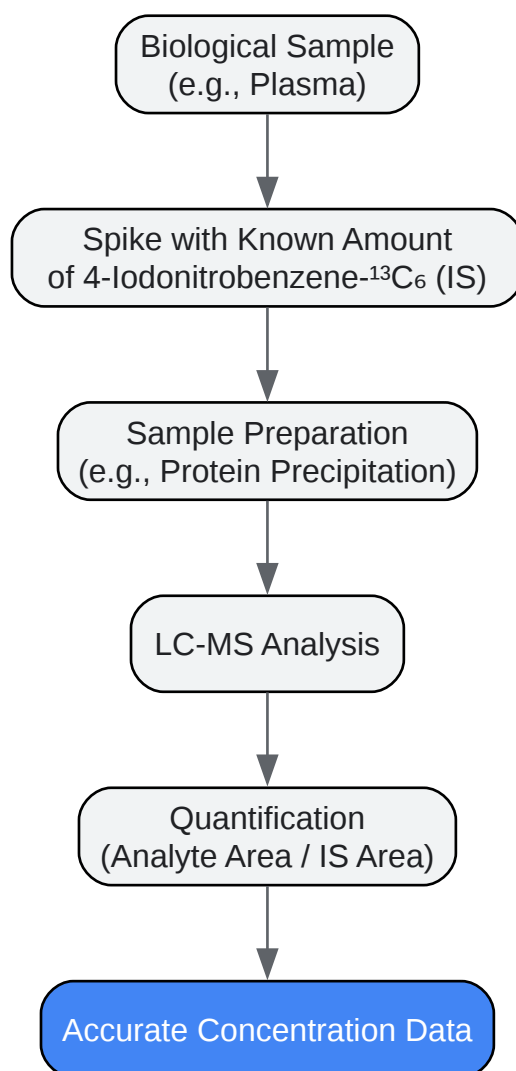 Biological Sample
(e.g., Plasma)
Spike with Known Amount
of 4-Iodonitrobenzene-¹³C₆ (IS)
Sample Preparation
(e.g., Protein Precipitation)
LC-MS Analysis
Quantification
(Analyte Area / IS Area)
Accurate Concentration Data